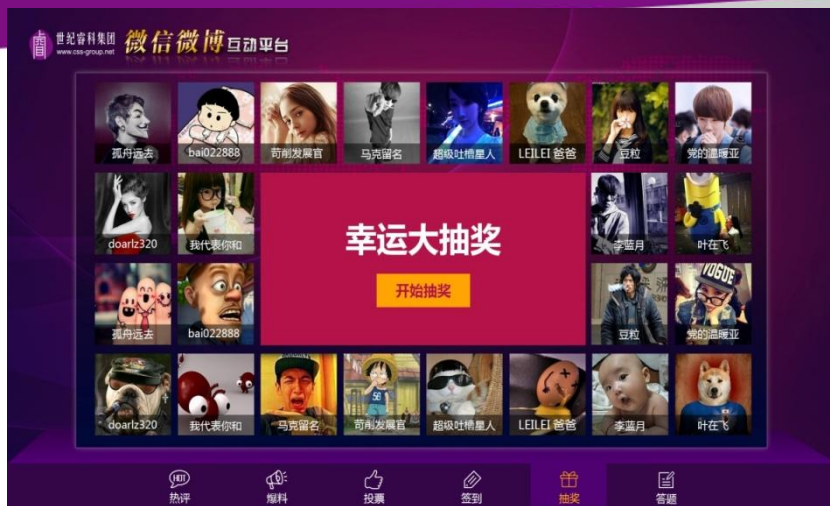 世纪睿科集团
www.css-group.net
微信微博互动平台
孤舟远去
bai022888
苛削发展官
马克留名
超级吐槽星人
LEILEI 爸爸
豆粒
党的温暖亚
doarlz320
我代表你和
幸运大抽奖
李蓝月
叶在飞
开始抽奖
孤舟远去
bai022888
豆粒
党的温暖亚
VOGUE
doarlz320
我代表你和
马克留名
苛削发展官
超级吐槽星人
LEILEI 爸爸
李蓝月
叶在飞
56
HOT
热评
爆料
投票
签到
抽奖
答题